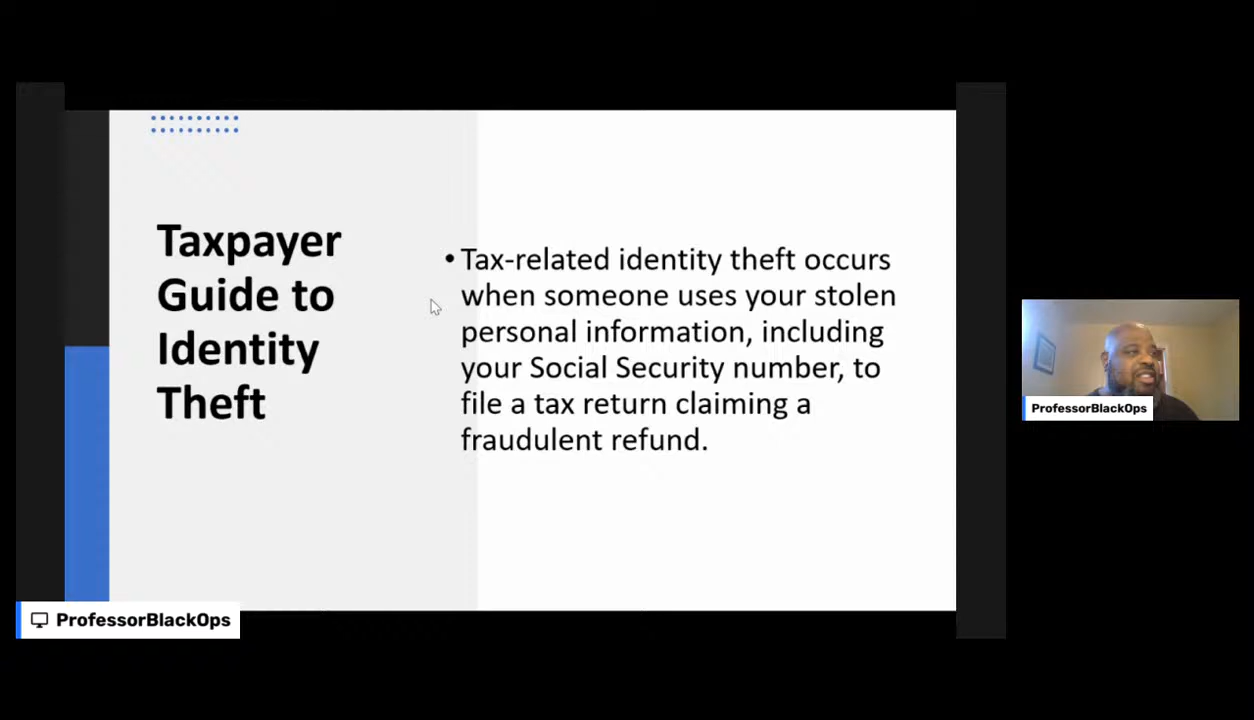 Taxpayer
Guide to
Identity
Theft
• Tax-related identity theft occurs
when someone uses your stolen
personal information, including
your Social Security number, to
file a tax return claiming a
fraudulent refund.
ProfessorBlackOps
ProfessorBlackOps